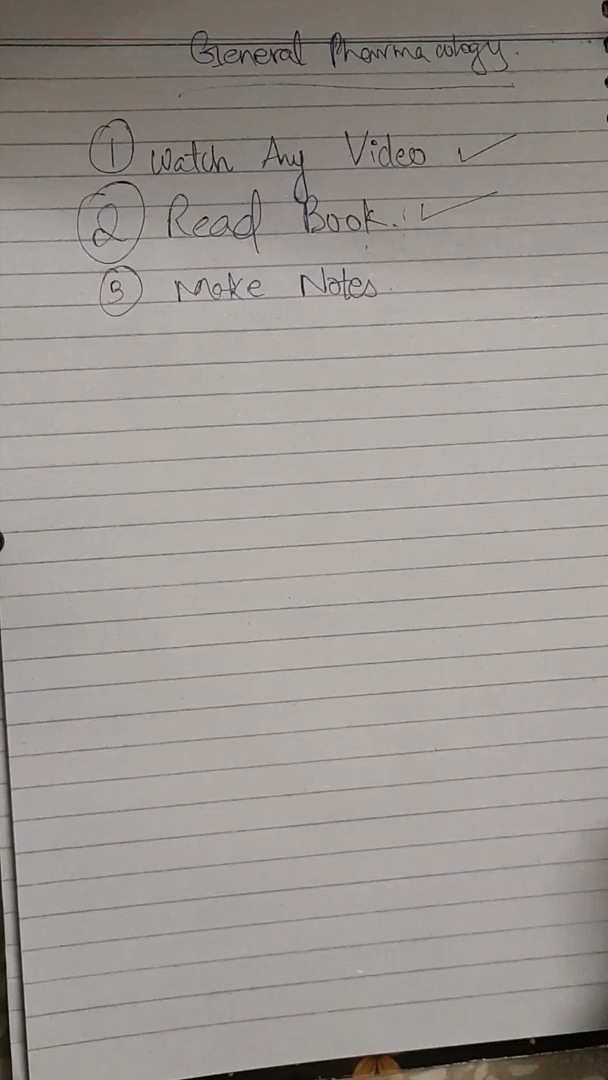 General Pharmacology.
① Watch Any Video ✓
② Read Book. ✓
③ Make Notes